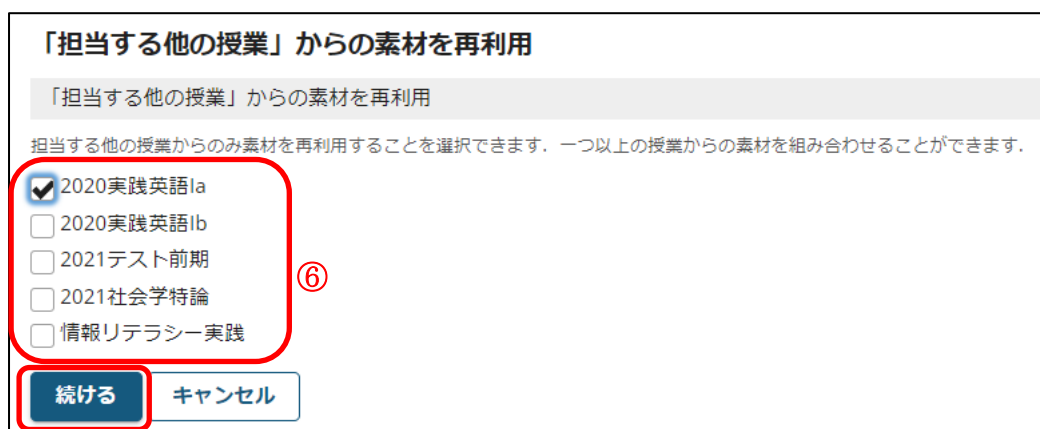 「担当する他の授業」からの素材を再利用
「担当する他の授業」からの素材を再利用
担当する他の授業からのみ素材を再利用することを選択できます．一つ以上の授業からの素材を組み合わせることができます．
2020実践英語Ia
2020実践英語Ib
2021テスト前期
2021社会学特論
情報リテラシー実践
⑥
続ける キャンセル